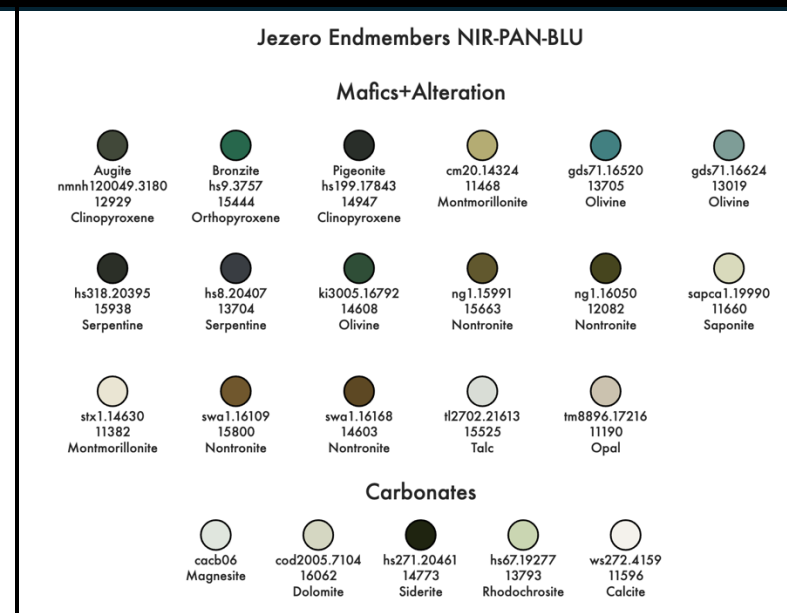 Jezero Endmembers NIR-PAN-BLU
Mafics+Alteration
Augite
nmnh120049.3180
12929
Clinopyroxene
Bronzite
hs9.3757
15444
Orthopyroxene
Pigeonite
hs199.17843
14947
Clinopyroxene
cm20.14324
11468
Montmorillonite
gds71.16520
13705
Olivine
gds71.16624
13019
Olivine
hs318.20395
15938
Serpentine
hs8.20407
13704
Serpentine
ki3005.16792
14608
Olivine
ng1.15991
15663
Nontronite
ng1.16050
12082
Nontronite
sapca1.19990
11660
Saponite
stx1.14630
11382
Montmorillonite
swa1.16109
15800
Nontronite
swa1.16168
14603
Nontronite
tl2702.21613
15525
Talc
tm8896.17216
11190
Opal
Carbonates
cacb06
Magnesite
cod2005.7104
16062
Dolomite
hs271.20461
14773
Siderite
hs67.19277
13793
Rhodochrosite
ws272.4159
11596
Calcite